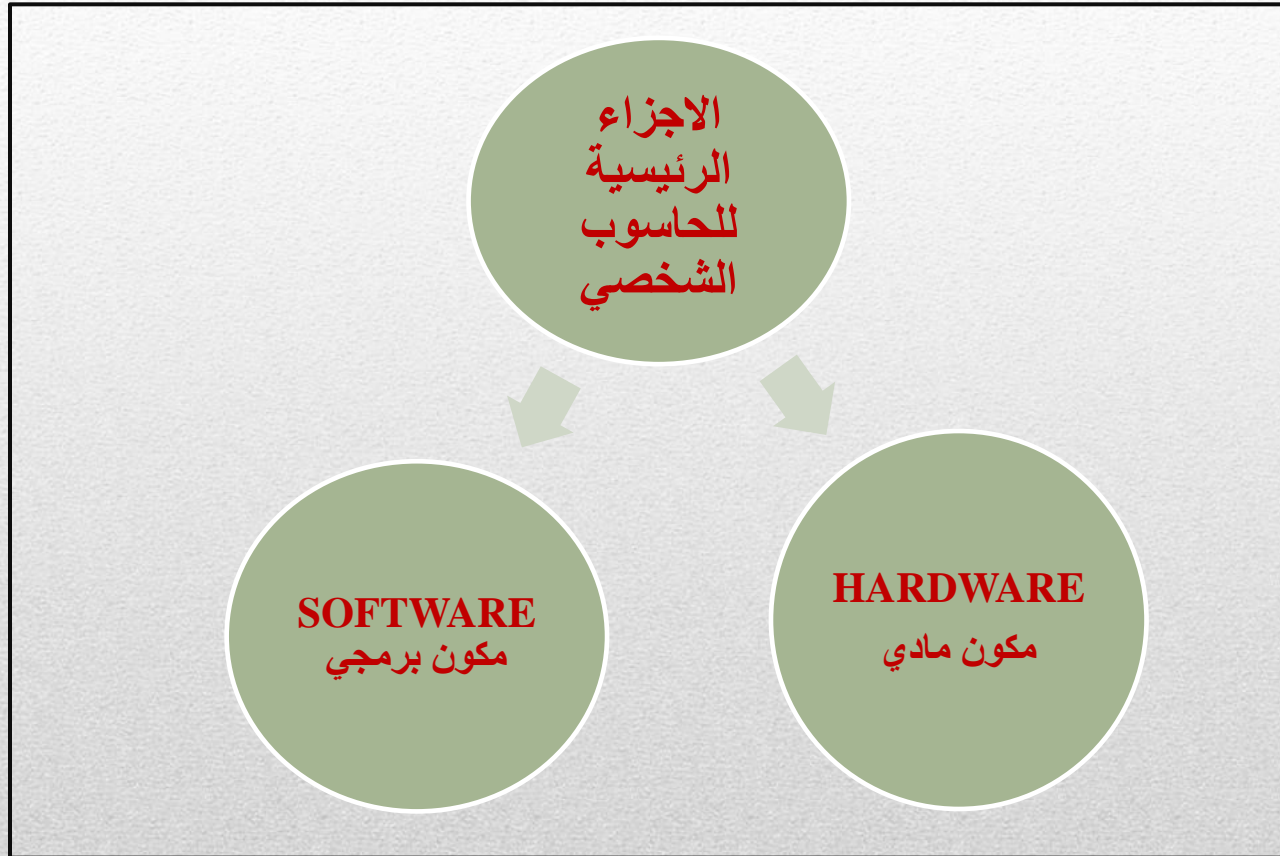 الاجزاء
الرئيسية
للحاسوب
الشخصي
HARDWARE
مكون مادي
SOFTWARE
مكون برمجي